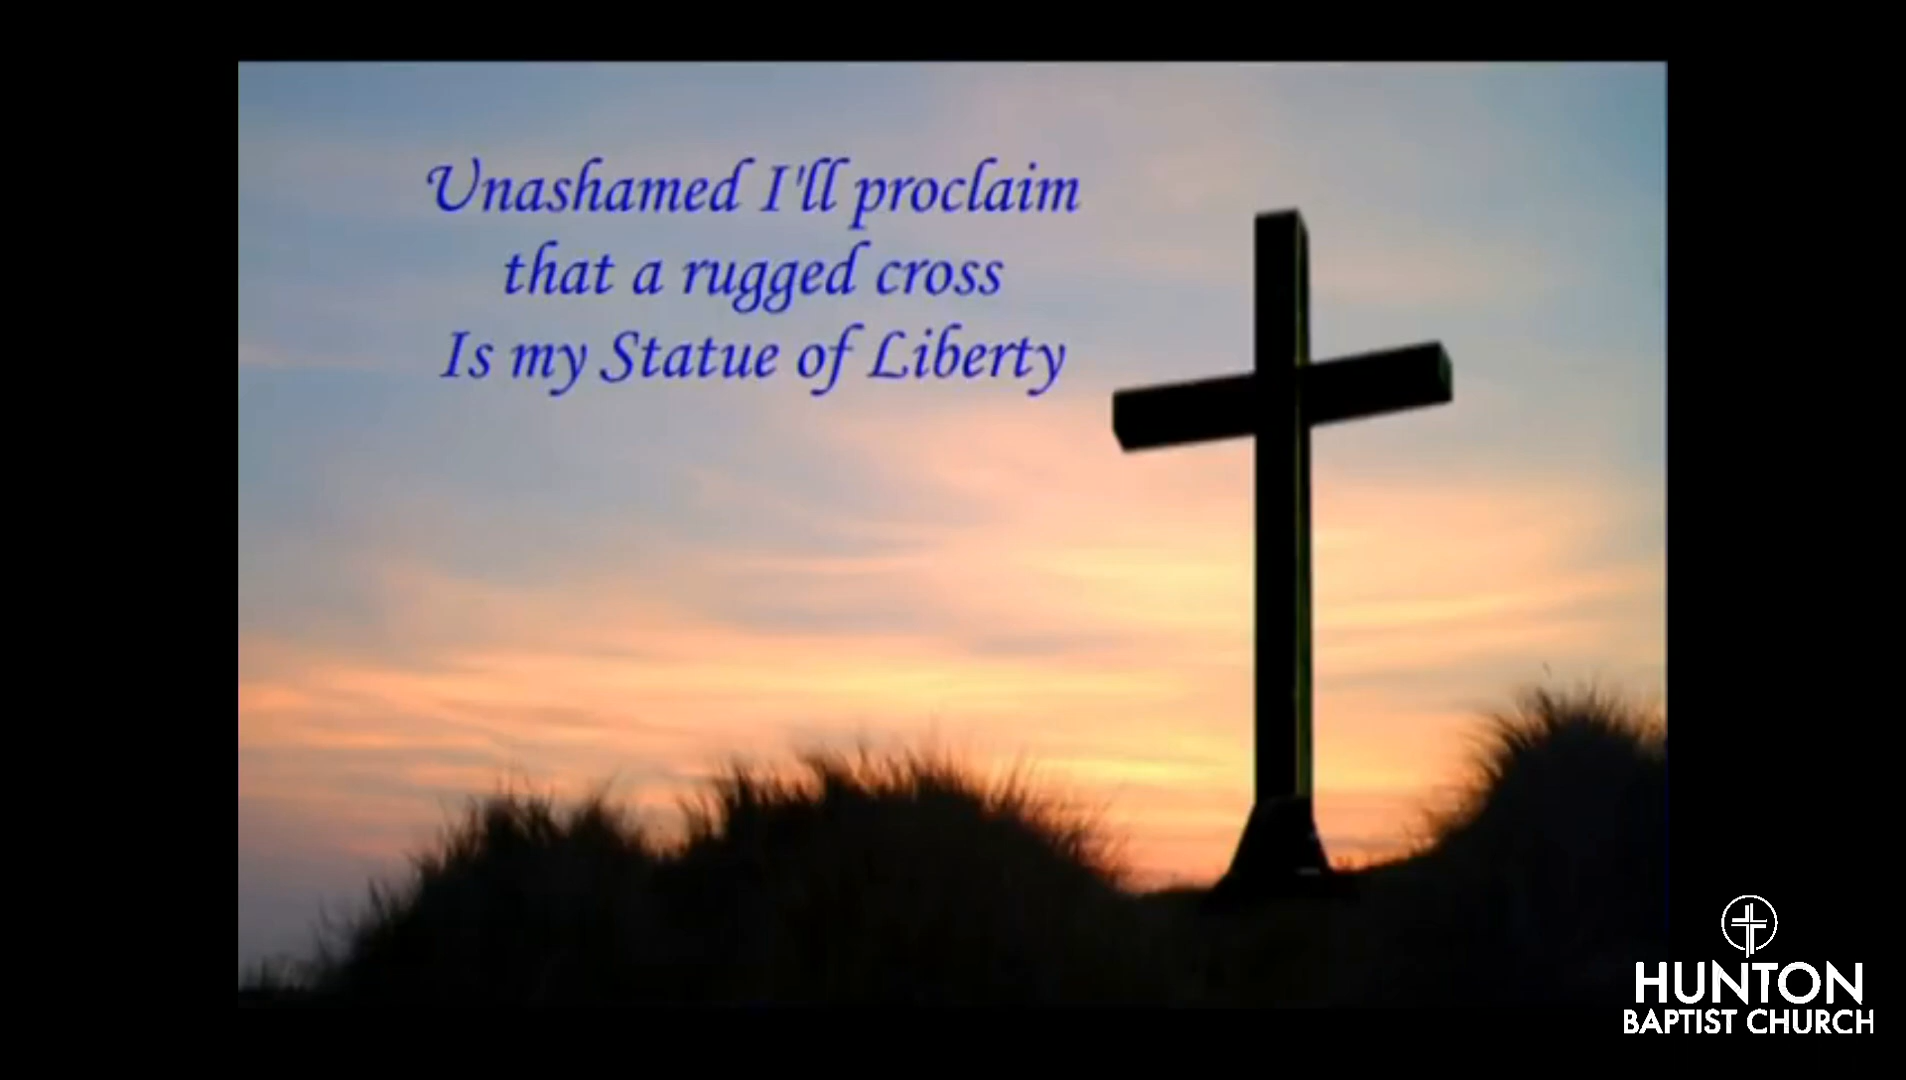 Unashamed I'll proclaim
that a rugged cross
Is my Statue of Liberty
HUNTON
BAPTIST CHURCH